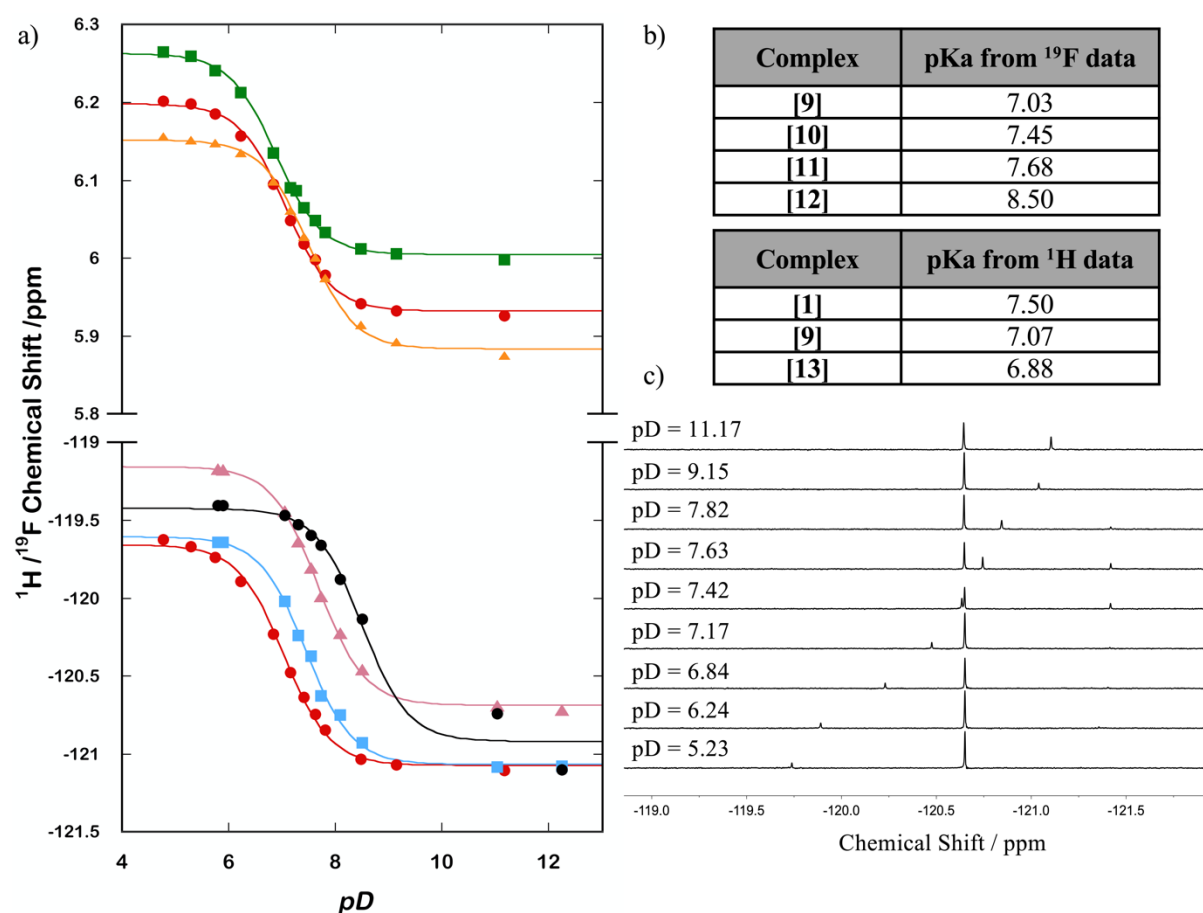 a)
6.3
6.2
6.1
6
5.9
5.8
-119
-119.5
-120
-120.5
-121
-121.5
¹H /¹⁹F Chemical Shift /ppm
4 6 8 10 12
pD
b)
Complex pKa from ¹⁹F data
[9] 7.03
[10] 7.45
[11] 7.68
[12] 8.50
Complex pKa from ¹H data
[1] 7.50
[9] 7.07
[13] 6.88
c)
pD = 11.17
pD = 9.15
pD = 7.82
pD = 7.63
pD = 7.42
pD = 7.17
pD = 6.84
pD = 6.24
pD = 5.23
-119.0 -119.5 -120.0 -120.5 -121.0 -121.5
Chemical Shift / ppm